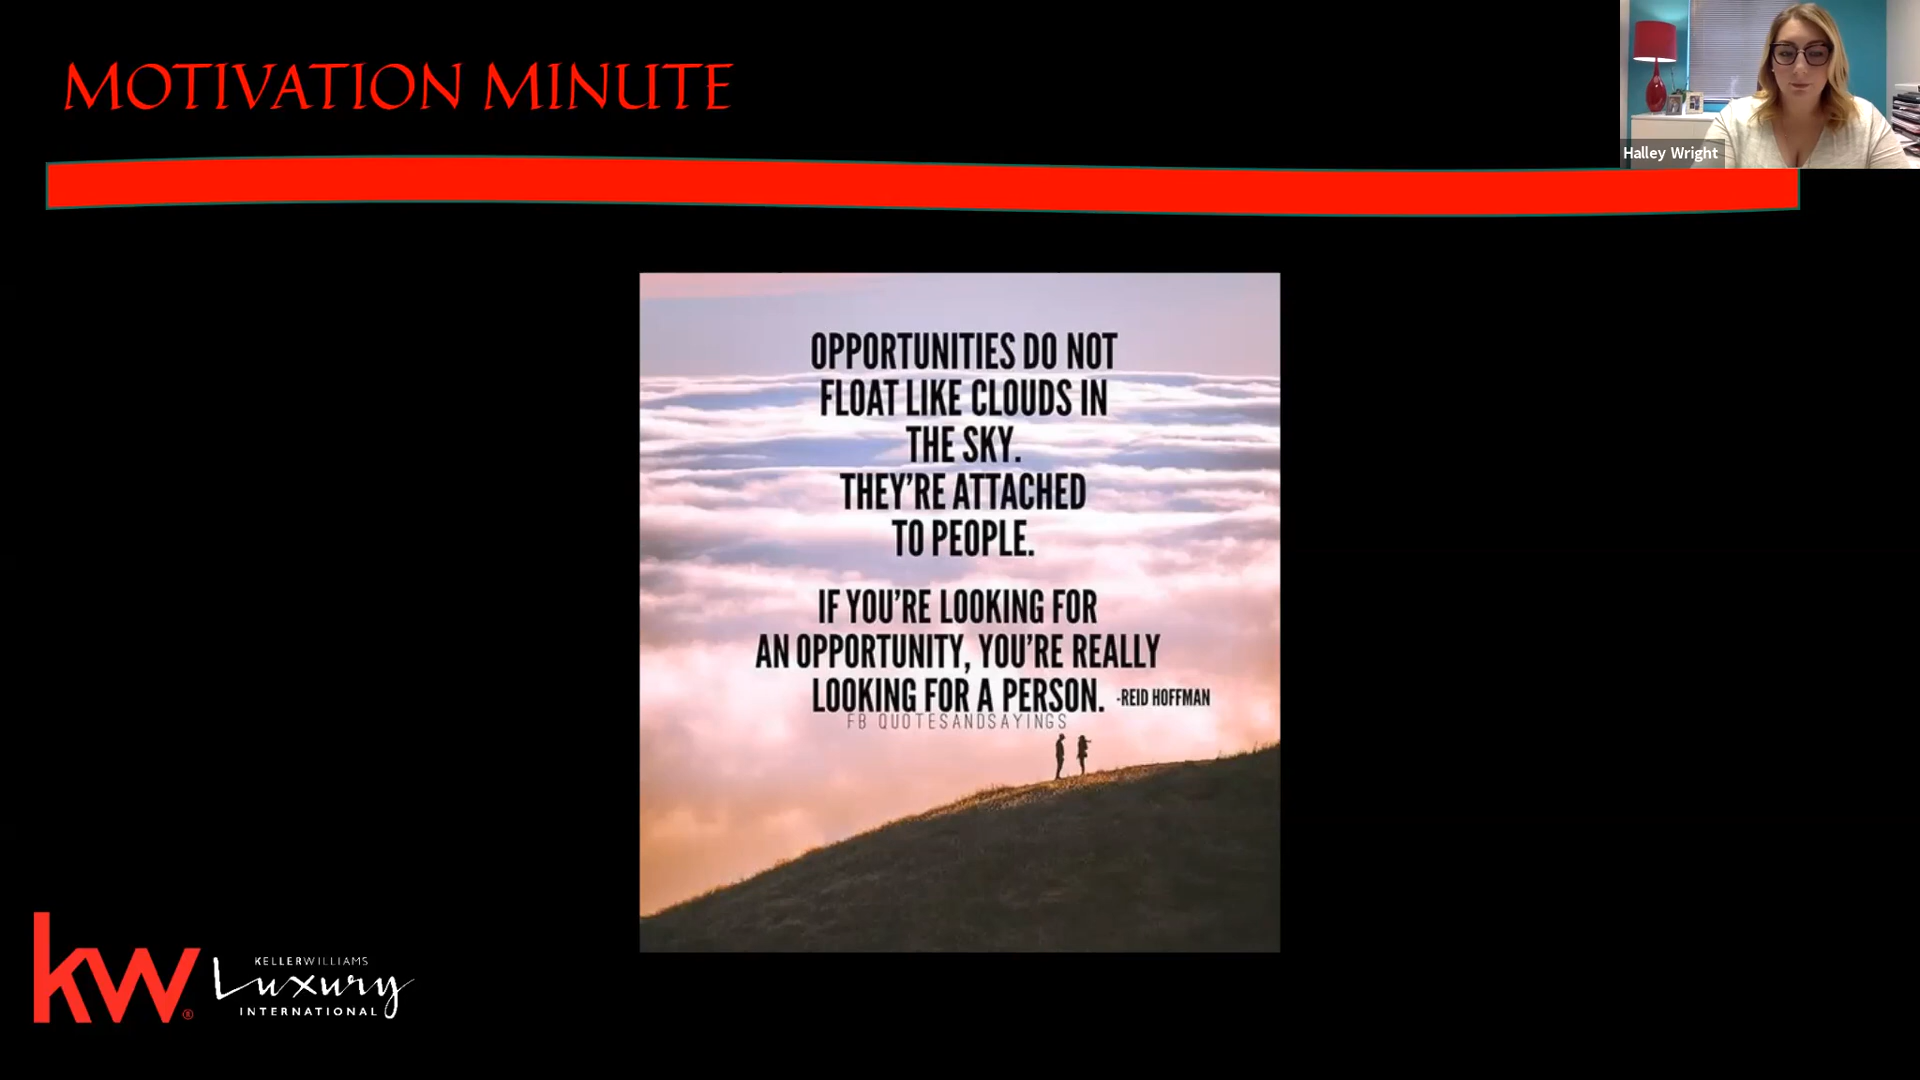 MOTIVATION MINUTE
Halley Wright
OPPORTUNITIES DO NOT
FLOAT LIKE CLOUDS IN
THE SKY.
THEY'RE ATTACHED
TO PEOPLE.
IF YOU'RE LOOKING FOR
AN OPPORTUNITY, YOU'RE REALLY
LOOKING FOR A PERSON. -REID HOFFMAN
FB QUOTESANDSAYINGS
kw®
KELLERWILLIAMS
Luxury
INTERNATIONAL